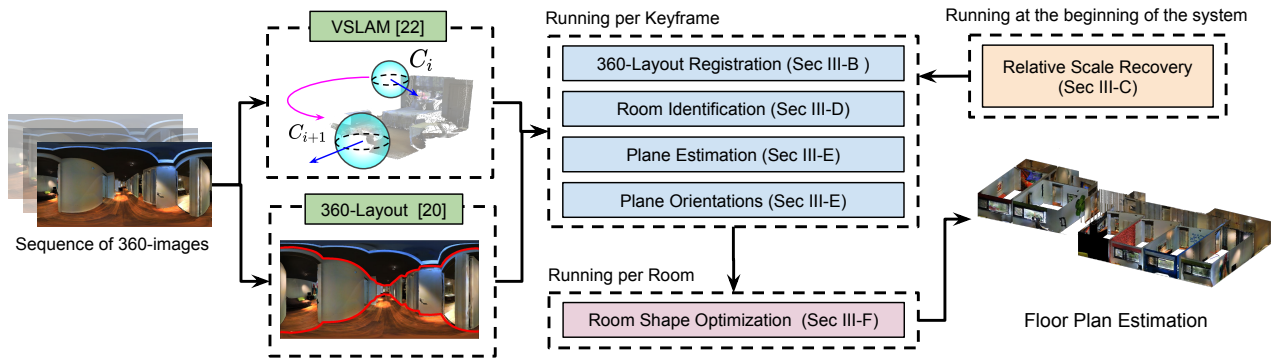 VSLAM [22]
C_i
C_{i+1}
Sequence of 360-images
360-Layout [20]
Running per Keyframe
360-Layout Registration (Sec III-B )
Room Identification (Sec III-D)
Plane Estimation (Sec III-E)
Plane Orientations (Sec III-E)
Running at the beginning of the system
Relative Scale Recovery
(Sec III-C)
Running per Room
Room Shape Optimization (Sec III-F)
Floor Plan Estimation